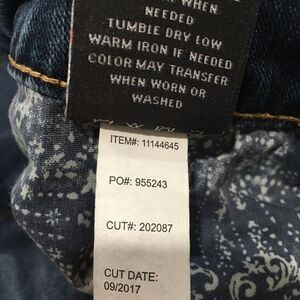 WHEN
NEEDED
TUMBLE DRY LOW
WARM IRON IF NEEDED
COLOR MAY TRANSFER
WHEN WORN OR
WASHED
ITEM#: 11144645
PO#: 955243
CUT#: 202087
CUT DATE:
09/2017